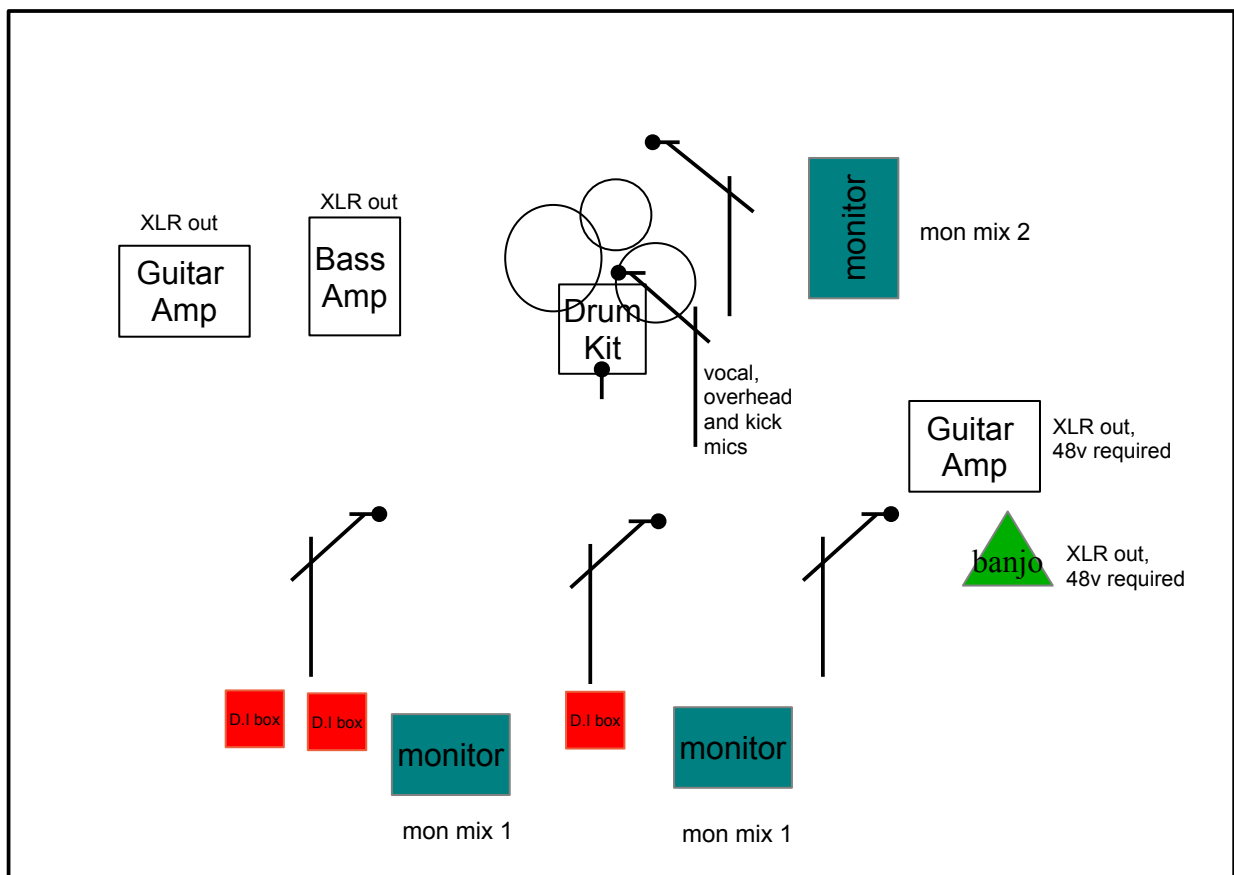 XLR out
Guitar
Amp
XLR out
Bass
Amp
Drum
Kit
vocal,
overhead
and kick
mics
monitor
mon mix 2
Guitar
Amp
XLR out,
48v required
banjo
XLR out,
48v required
D.I box
D.I box
monitor
mon mix 1
D.I box
monitor
mon mix 1